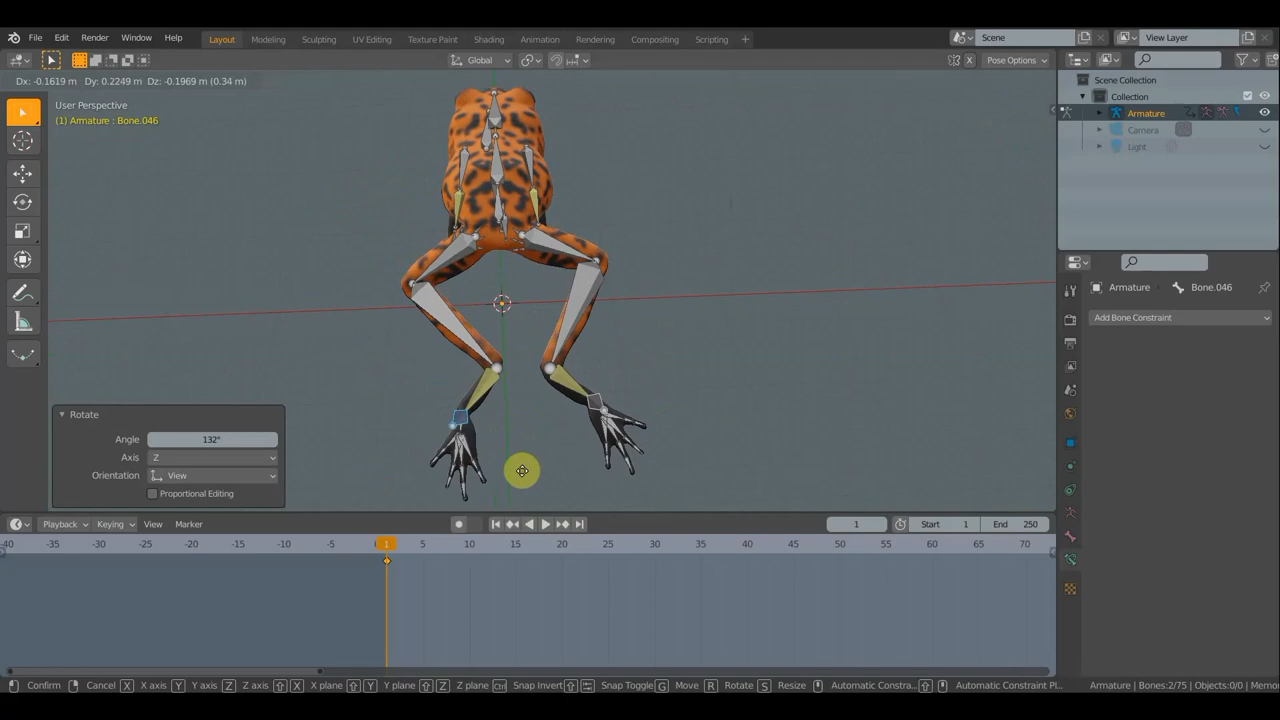 File Edit Render Window Help Layout Modeling Sculpting UV Editing Texture Paint Shading Animation Rendering Compositing Scripting + Scene View Layer
Global Pose Options
Dx: -0.1619 m Dy: 0.2249 m Dz: -0.1969 m (0.34 m)
User Perspective
(1) Armature : Bone.046
Scene Collection
Collection
Armature
Camera
Light
Armature Bone.046
Add Bone Constraint
Rotate
Angle 132°
Axis Z
Orientation View
Proportional Editing
Playback Keying View Marker 1 Start 1 End 250
-40 -35 -30 -25 -20 -15 -10 -5 1 5 10 15 20 25 30 35 40 45 50 55 60 65 70
Confirm Cancel X X axis Y Y axis Z Z axis X X plane Y Y plane Z Z plane Ctrl Snap Invert Snap Toggle G Move R Rotate S Resize Automatic Constra... Automatic Constraint Pl... Armature | Bones:2/75 | Objects:0/0 | Memor